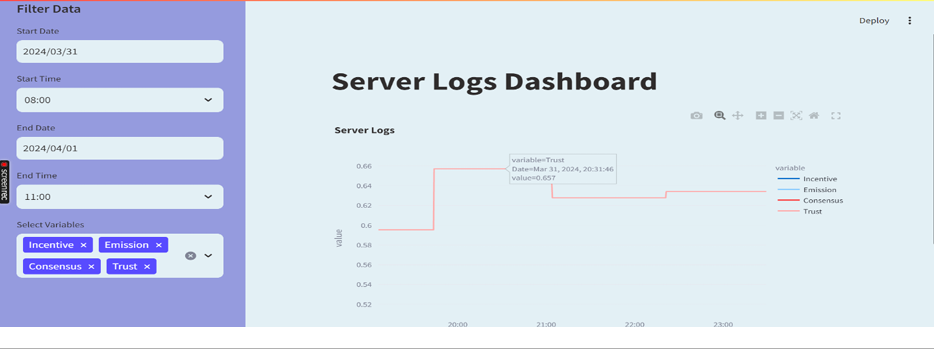 Filter Data
Start Date
2024/03/31
Start Time
08:00
End Date
2024/04/01
End Time
11:00
Select Variables
Incentive ×
Emission ×
Consensus ×
Trust ×
screenrec
Deploy
Server Logs Dashboard
Server Logs
variable=Trust
Date=Mar 31, 2024, 20:31:46
value=0.657
value
0.66
0.64
0.62
0.6
0.58
0.56
0.54
0.52
20:00
21:00
22:00
23:00
variable
Incentive
Emission
Consensus
Trust